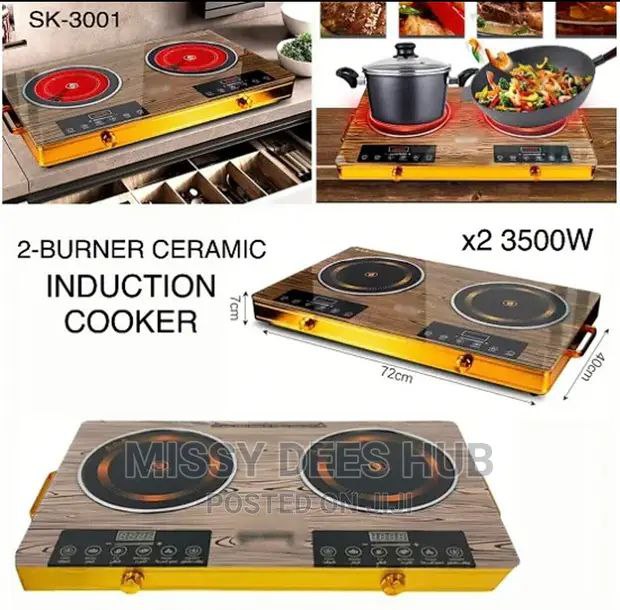 SK-3001
2-BURNER CERAMIC
INDUCTION
COOKER
x2 3500W
7cm
72cm
40cm
MISSY DEES HUB
POSTED ON JIJI